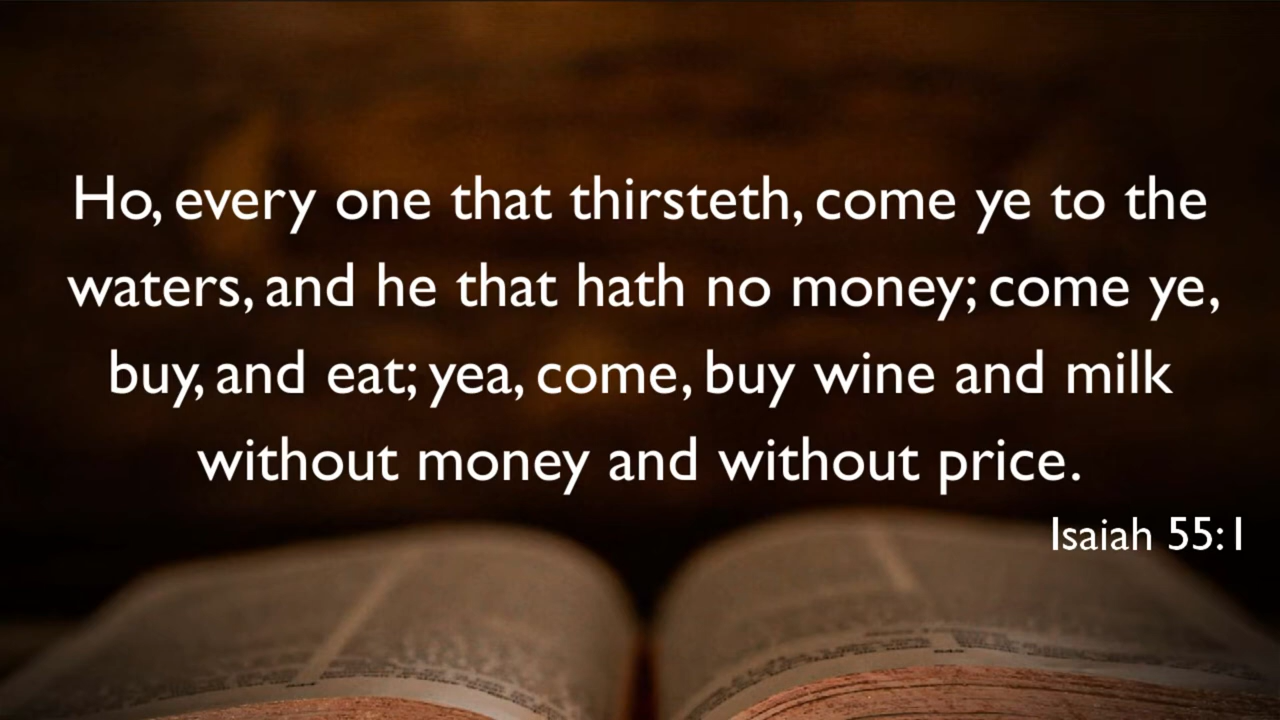 Ho, every one that thirsteth, come ye to the
waters, and he that hath no money; come ye,
buy, and eat; yea, come, buy wine and milk
without money and without price.
Isaiah 55:1